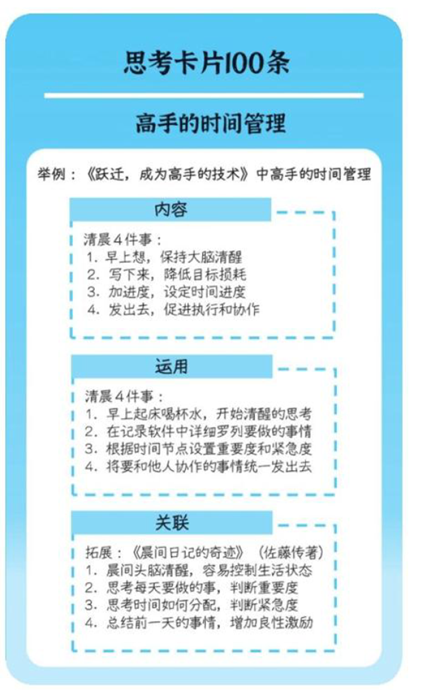 思考卡片100条
高手的时间管理
举例：《跃迁，成为高手的技术》中高手的时间管理
内容
清晨4件事：
1. 早上想，保持大脑清醒
2. 写下来，降低目标损耗
3. 加进度，设定时间进度
4. 发出去，促进执行和协作
运用
清晨4件事：
1. 早上起床喝杯水，开始清醒的思考
2. 在记录软件中详细罗列要做的事情
3. 根据时间节点设置重要度和紧急度
4. 将要和他人协作的事情统一发出去
关联
拓展：《晨间日记的奇迹》（佐藤传著）
1. 晨间头脑清醒，容易控制生活状态
2. 思考每天要做的事，判断重要度
3. 思考时间如何分配，判断紧急度
4. 总结前一天的事情，增加良性激励